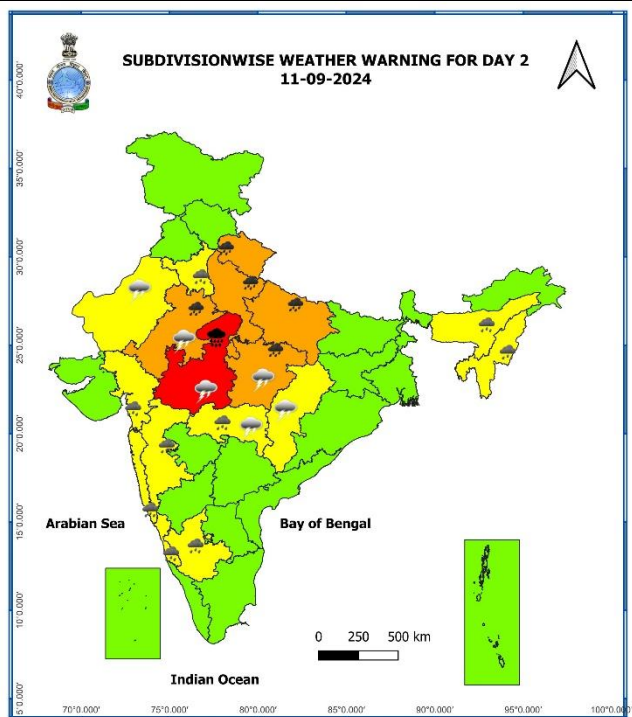 SUBDIVISIONWISE WEATHER WARNING FOR DAY 2
11-09-2024
40°0.000'
35°0.000'
30°0.000'
25°0.000'
20°0.000'
15°0.000'
10°0.000'
5°0.000'
Arabian Sea
Bay of Bengal
0 250 500 km
Indian Ocean
70°0.000' 75°0.000' 80°0.000' 85°0.000' 90°0.000' 95°0.000' 100°0.000'